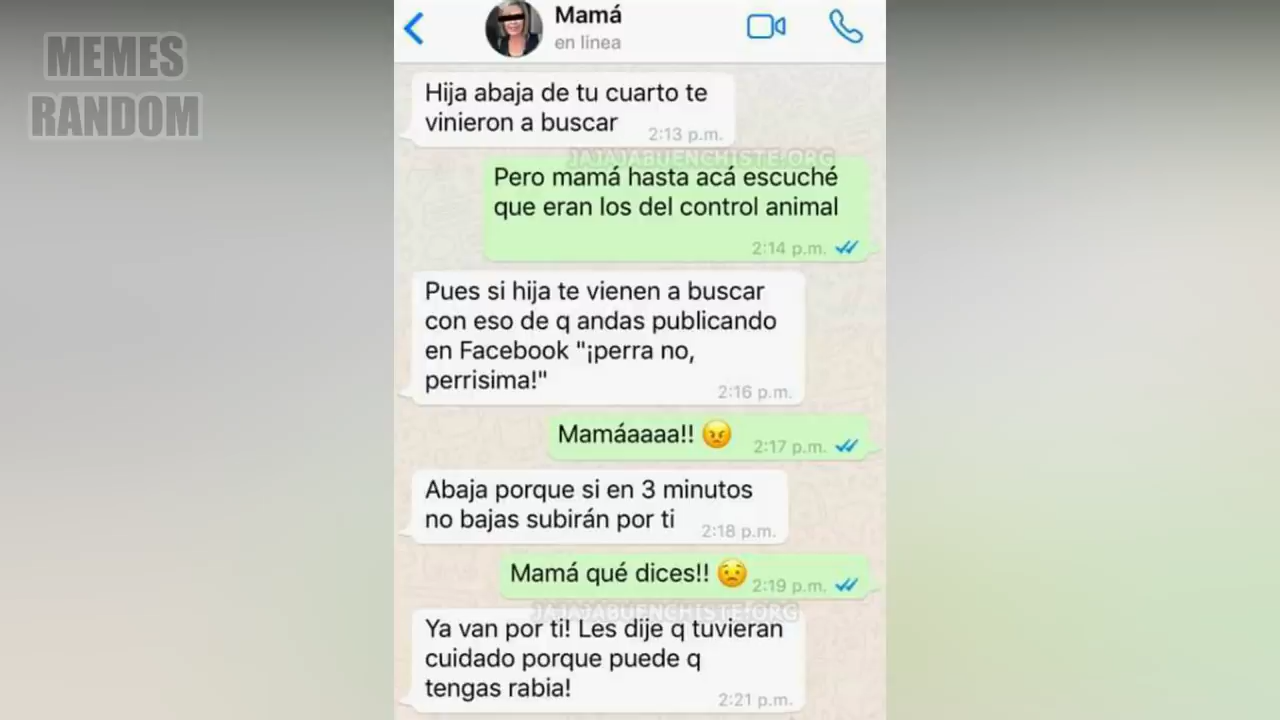 MEMES
RANDOM
Mamá
en línea
Hija abaja de tu cuarto te
vinieron a buscar
2:13 p.m.
JAJAJABUENCHISTE.ORG
Pero mamá hasta acá escuché
que eran los del control animal
2:14 p.m.
Pues si hija te vienen a buscar
con eso de q andas publicando
en Facebook "¡perra no,
perrisima!"
2:16 p.m.
Mamáaaaa!! 😠
2:17 p.m.
Abaja porque si en 3 minutos
no bajas subirán por ti
2:18 p.m.
Mamá qué dices!! 😟
2:19 p.m.
JAJAJABUENCHISTE.ORG
Ya van por ti! Les dije q tuvieran
cuidado porque puede q
tengas rabia!
2:21 p.m.